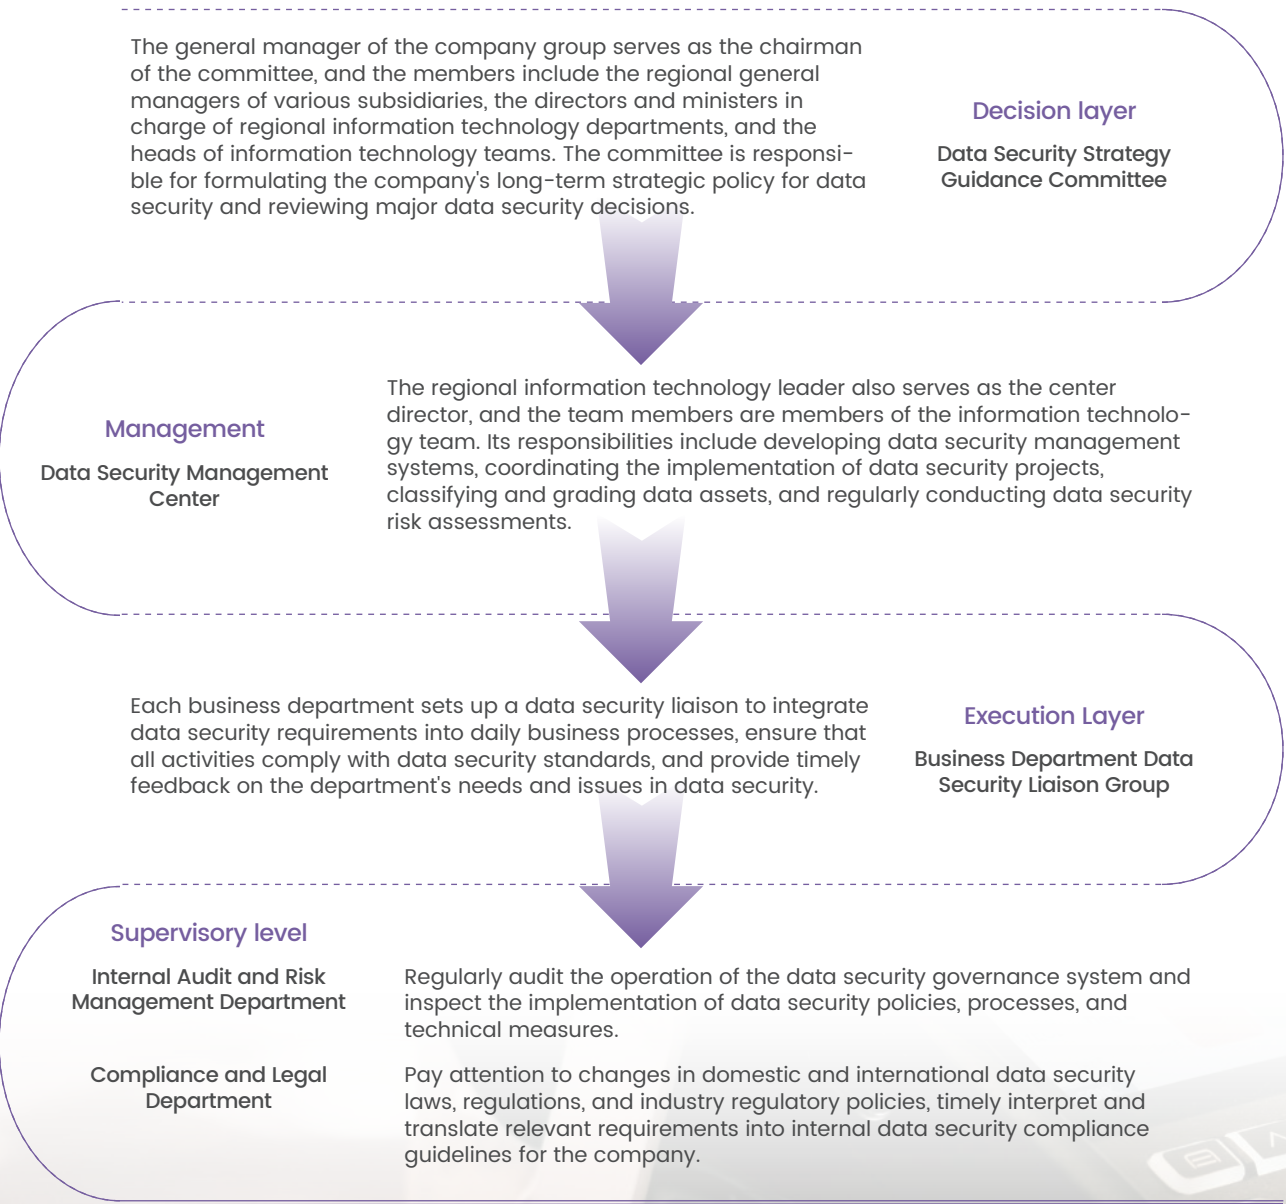 The general manager of the company group serves as the chairman
of the committee, and the members include the regional general
managers of various subsidiaries, the directors and ministers in
charge of regional information technology departments, and the
heads of information technology teams. The committee is responsi-
ble for formulating the company's long-term strategic policy for data
security and reviewing major data security decisions.
Decision layer
Data Security Strategy
Guidance Committee
Management
Data Security Management
Center
The regional information technology leader also serves as the center
director, and the team members are members of the information technolo-
gy team. Its responsibilities include developing data security management
systems, coordinating the implementation of data security projects,
classifying and grading data assets, and regularly conducting data security
risk assessments.
Each business department sets up a data security liaison to integrate
data security requirements into daily business processes, ensure that
all activities comply with data security standards, and provide timely
feedback on the department's needs and issues in data security.
Execution Layer
Business Department Data
Security Liaison Group
Supervisory level
Internal Audit and Risk
Management Department
Regularly audit the operation of the data security governance system and
inspect the implementation of data security policies, processes, and
technical measures.
Compliance and Legal
Department
Pay attention to changes in domestic and international data security
laws, regulations, and industry regulatory policies, timely interpret and
translate relevant requirements into internal data security compliance
guidelines for the company.